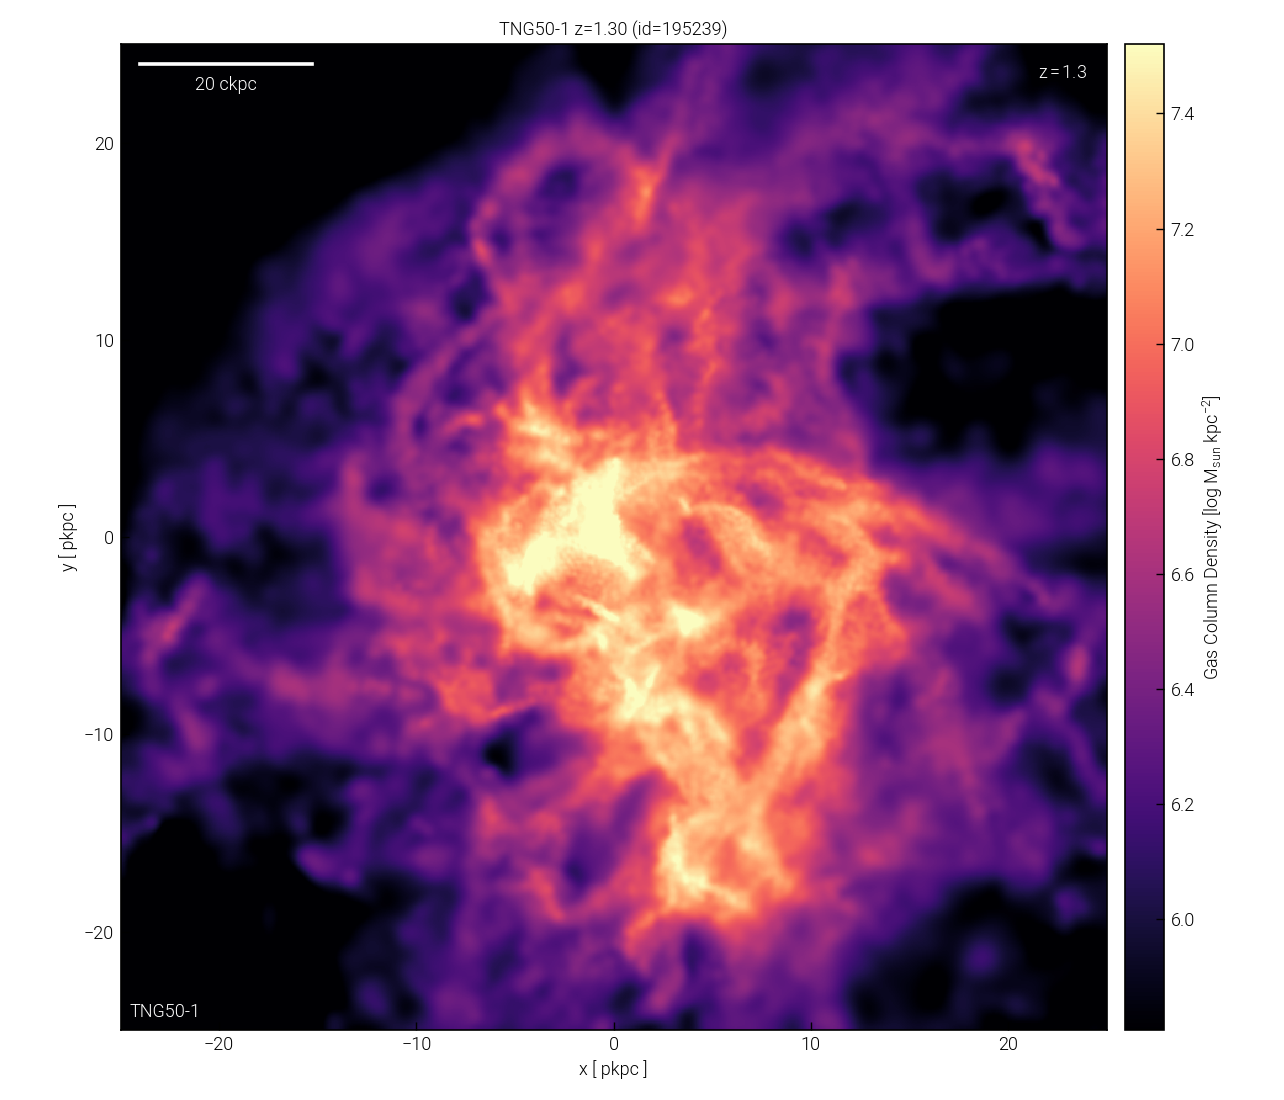 TNG50-1 z=1.30 (id=195239)
20 ckpc
z=1.3
20
10
0
−10
−20
y [ pkpc ]
TNG50-1
−20
−10
0
10
20
x [ pkpc ]
7.4
7.2
7.0
6.8
6.6
6.4
6.2
6.0
Gas Column Density [log M_sun kpc⁻²]